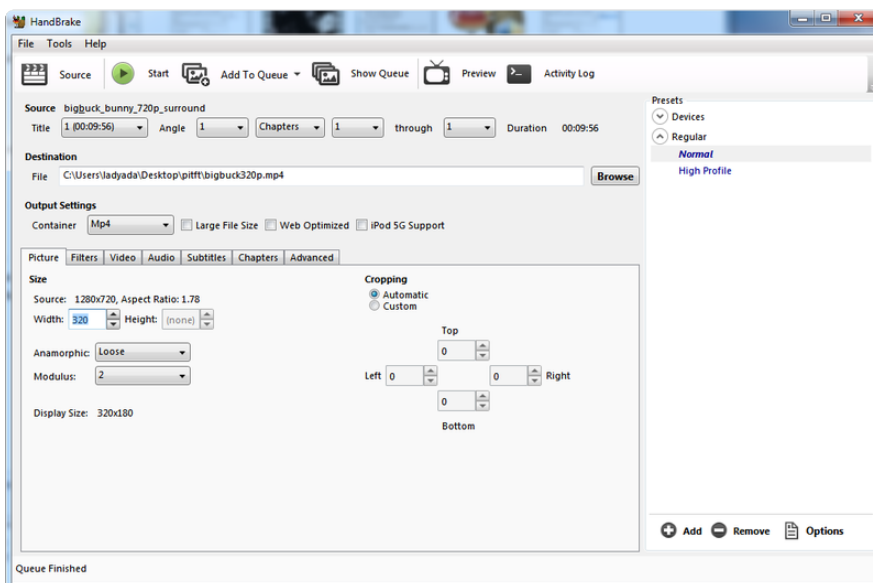 HandBrake
File Tools Help
Source Start Add To Queue Show Queue Preview Activity Log
Source bigbuck_bunny_720p_surround
Title 1 (00:09:56) Angle 1 Chapters 1 through 1 Duration 00:09:56
Destination
File C:\Users\ladyada\Desktop\pitft\bigbuck320p.mp4 Browse
Output Settings
Container Mp4 Large File Size Web Optimized iPod 5G Support
Picture Filters Video Audio Subtitles Chapters Advanced
Size
Source: 1280x720, Aspect Ratio: 1.78
Width: 320 Height: (none)
Anamorphic: Loose
Modulus: 2
Display Size: 320x180
Cropping
Automatic
Custom
Top
0
Left 0 0 Right
0
Bottom
Presets
Devices
Regular
Normal
High Profile
Add Remove Options
Queue Finished